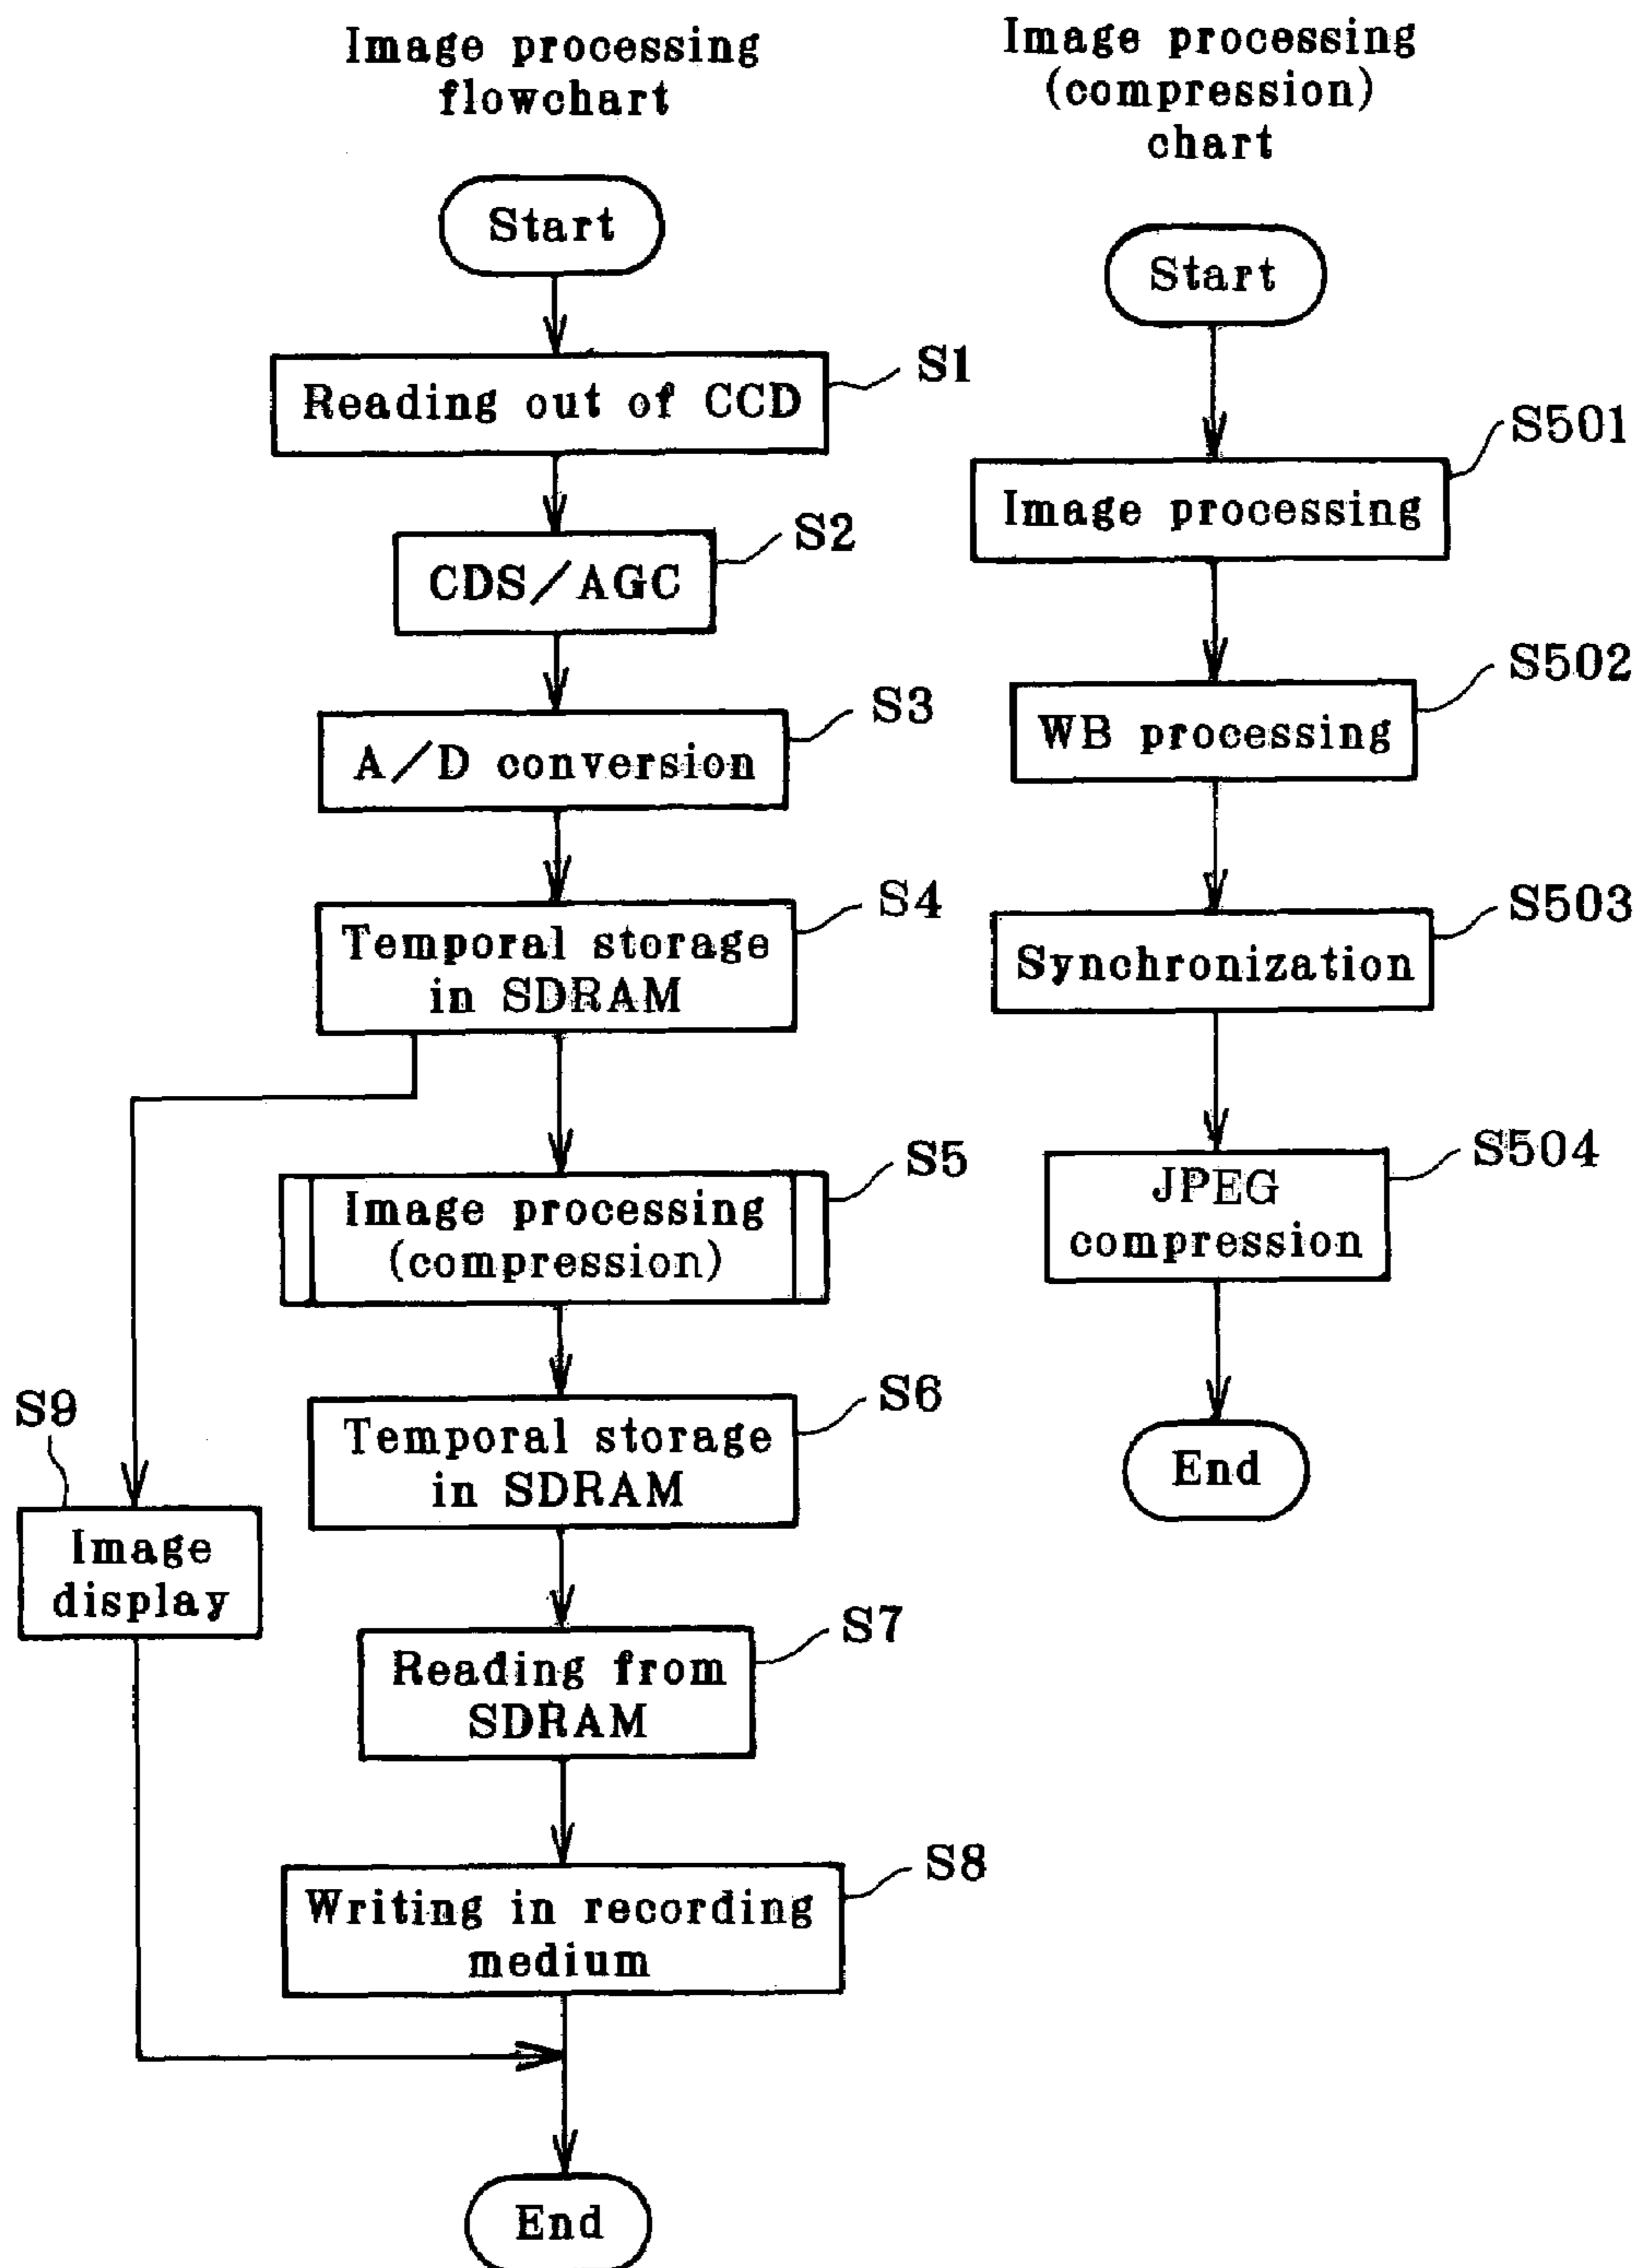 Image processing
flowchart
Start
Reading out of CCD
S1
CDS/AGC
S2
A/D conversion
S3
Temporal storage
in SDRAM
S4
Image processing
(compression)
S5
Temporal storage
in SDRAM
S6
S9
Image
display
Reading from
SDRAM
S7
Writing in recording
medium
S8
End
Image processing
(compression)
chart
Start
Image processing
S501
WB processing
S502
Synchronization
S503
JPEG
compression
S504
End